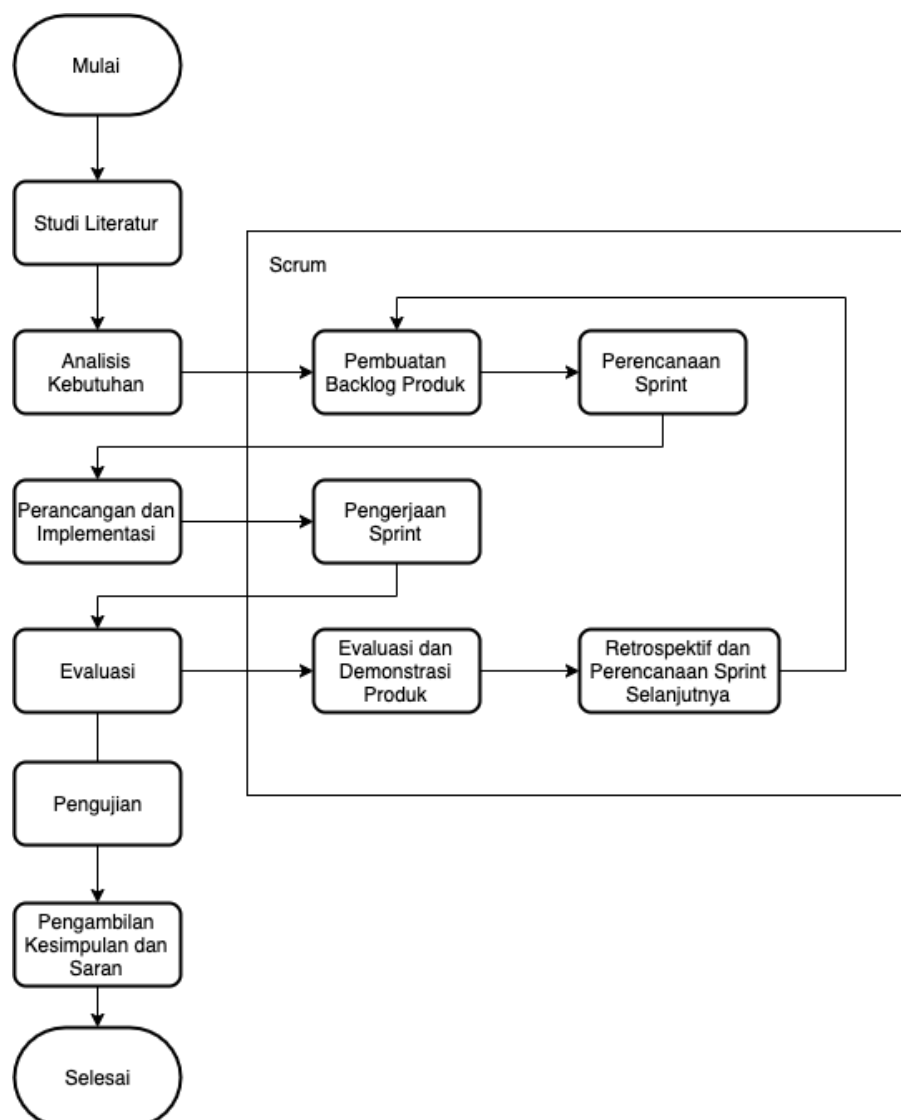 Mulai
Studi Literatur
Scrum
Analisis
Kebutuhan
Pembuatan
Backlog Produk
Perencanaan
Sprint
Perancangan dan
Implementasi
Pengerjaan
Sprint
Evaluasi
Evaluasi dan
Demonstrasi
Produk
Retrospektif dan
Perencanaan Sprint
Selanjutnya
Pengujian
Pengambilan
Kesimpulan dan
Saran
Selesai